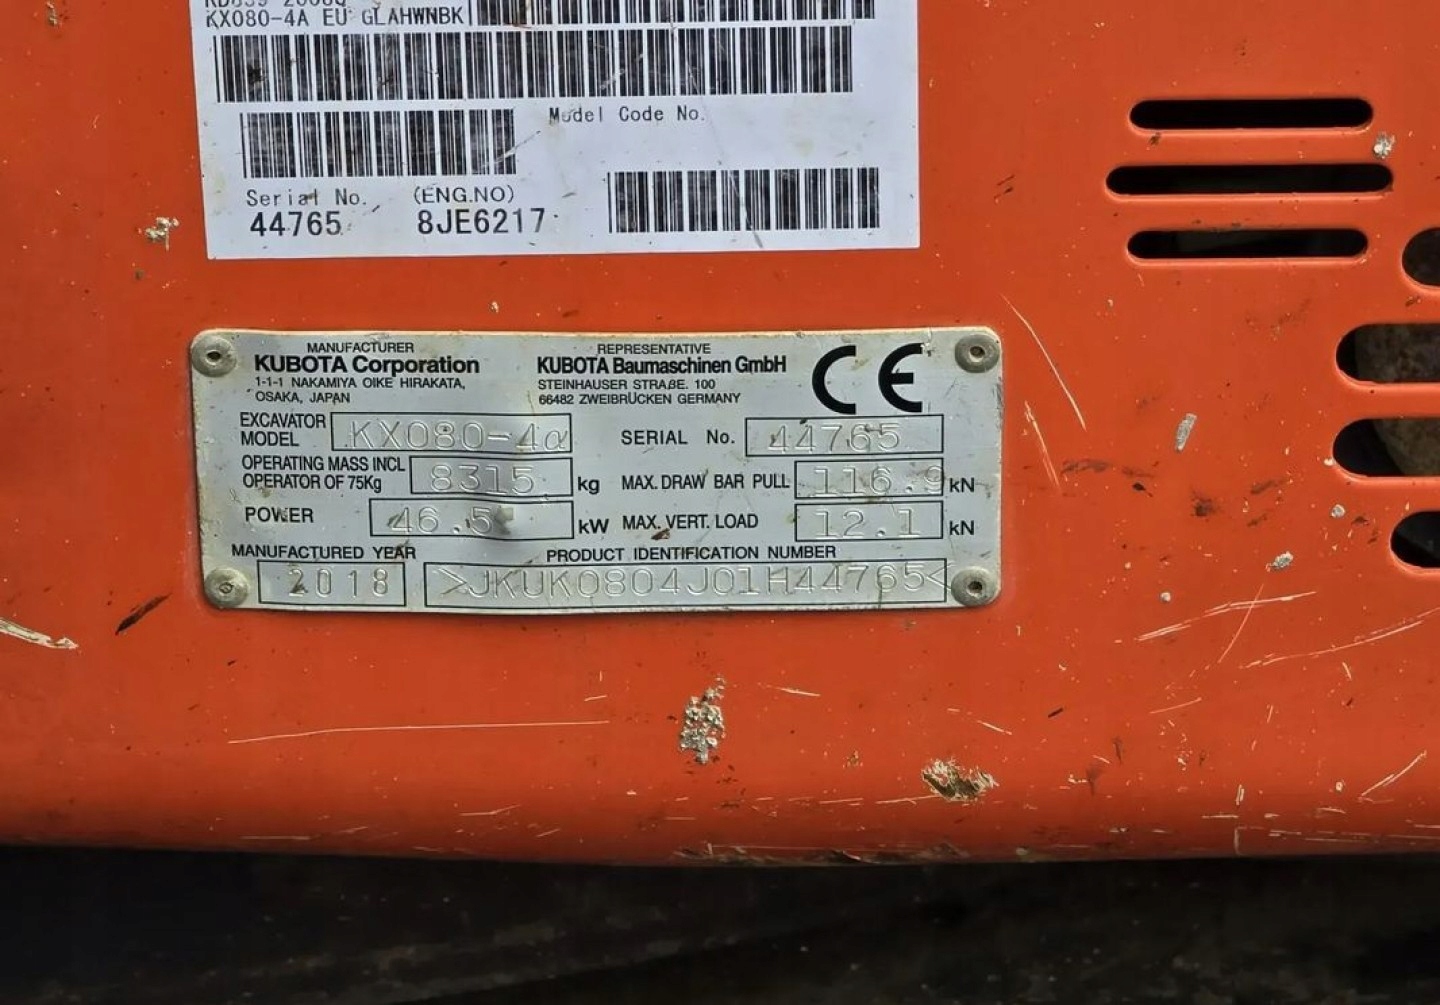 KX080-4A EU GLAHWNBK
Model Code No.
Serial No. (ENG.NO)
44765 8JE6217
MANUFACTURER
KUBOTA Corporation
1-1-1 NAKAMIYA OIKE HIRAKATA,
OSAKA, JAPAN
REPRESENTATIVE
KUBOTA Baumaschinen GmbH
STEINHAUSER STRAßE. 100
66482 ZWEIBRÜCKEN GERMANY
CE
EXCAVATOR
MODEL KX080-4α
SERIAL No. 44765
OPERATING MASS INCL
OPERATOR OF 75Kg 8315 kg
MAX. DRAW BAR PULL 116.9 kN
POWER 46.5 kW
MAX. VERT. LOAD 12.1 kN
MANUFACTURED YEAR
2018
PRODUCT IDENTIFICATION NUMBER
>JKUK0804J01H44765<